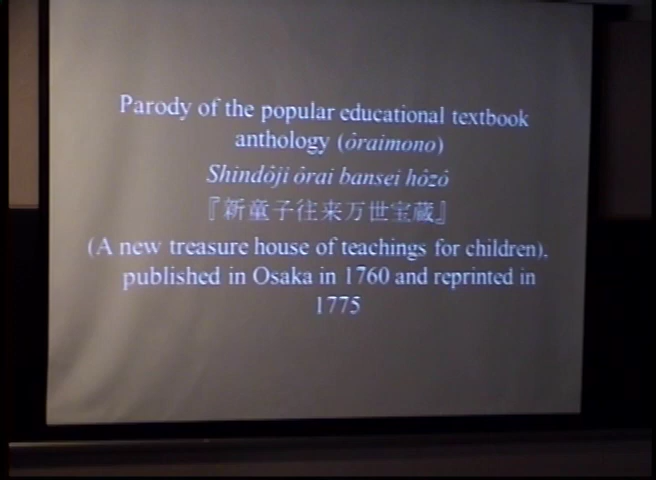 Parody of the popular educational textbook
anthology (ôraimono)
Shindôji ôrai bansei hôzô
『新童子往来万世宝蔵』
(A new treasure house of teachings for children),
published in Osaka in 1760 and reprinted in
1775